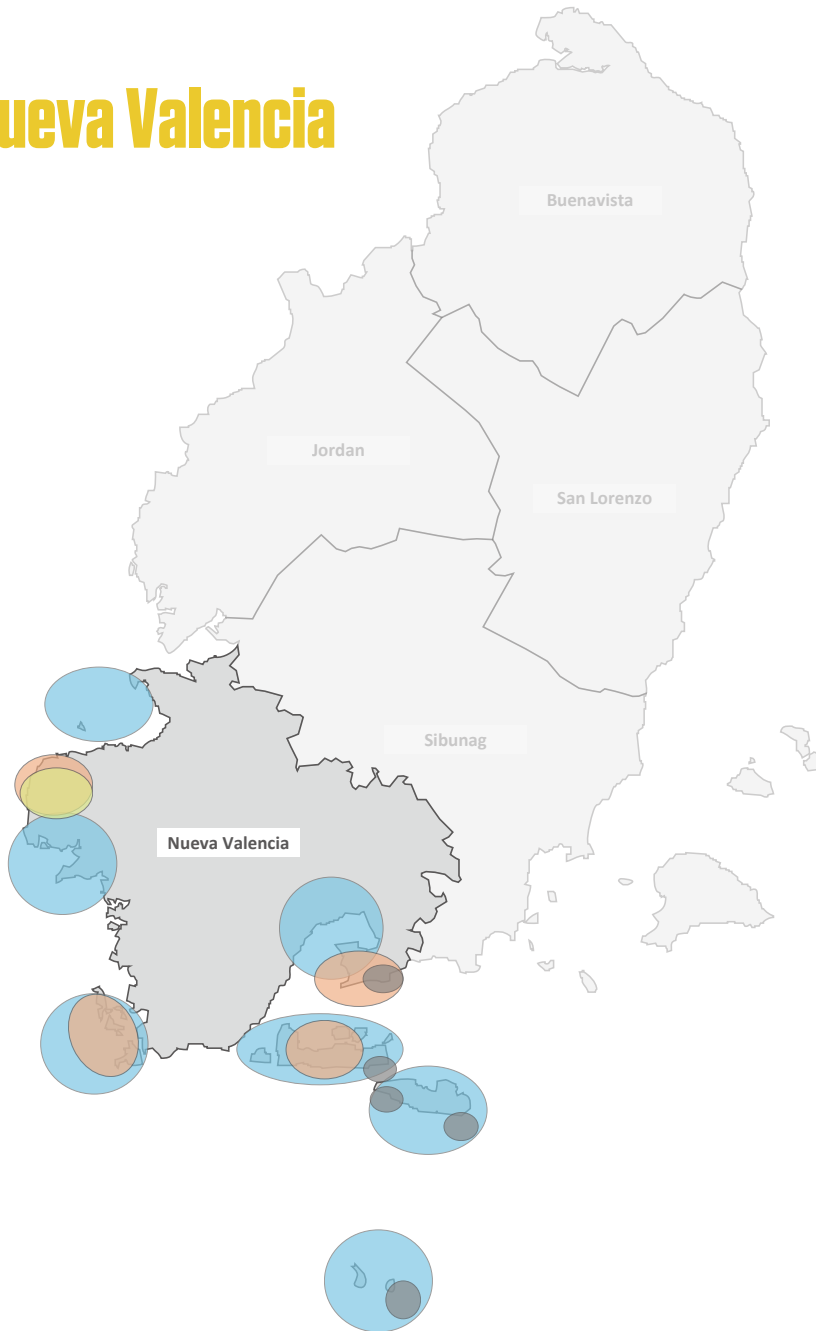 ueva Valencia
Buenavista
Jordan
San Lorenzo
Sibunag
Nueva Valencia